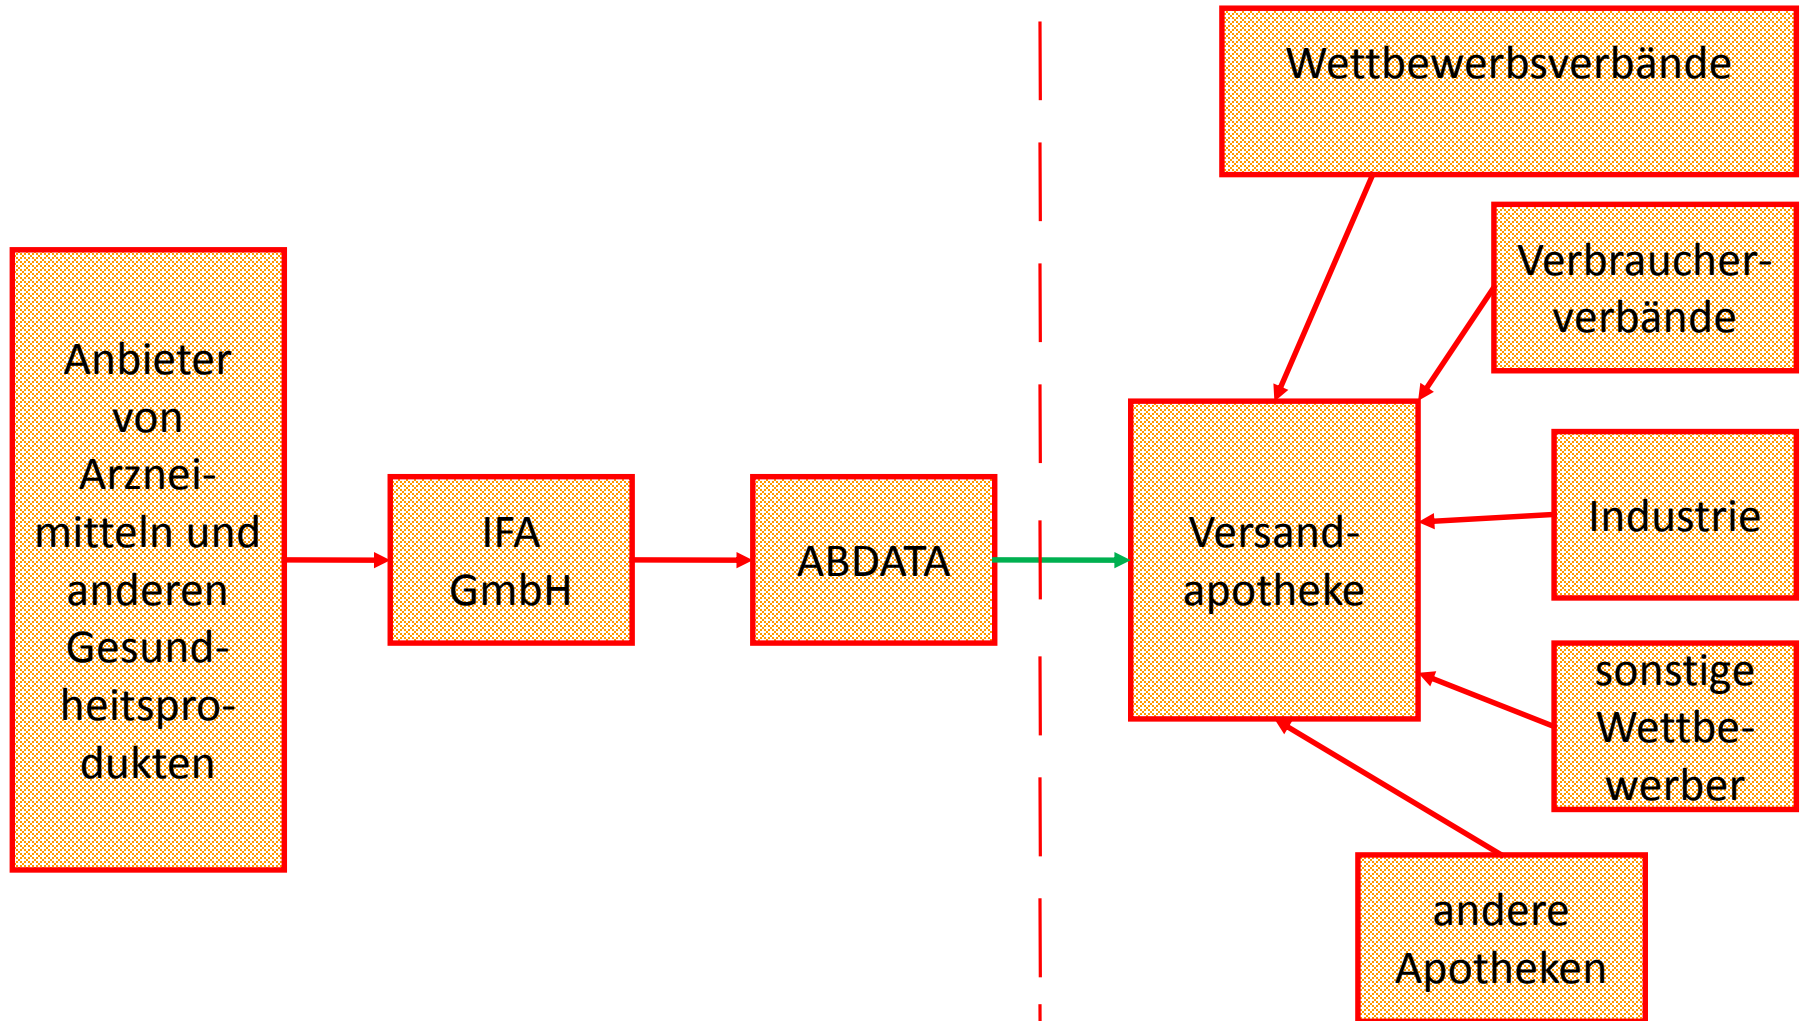 Wettbewerbsverbände
Verbraucher-
verbände
Anbieter
von
Arznei-
mitteln und
anderen
Gesund-
heitspro-
dukten
IFA
GmbH
ABDATA
Versand-
apotheke
Industrie
sonstige
Wettbe-
werber
andere
Apotheken